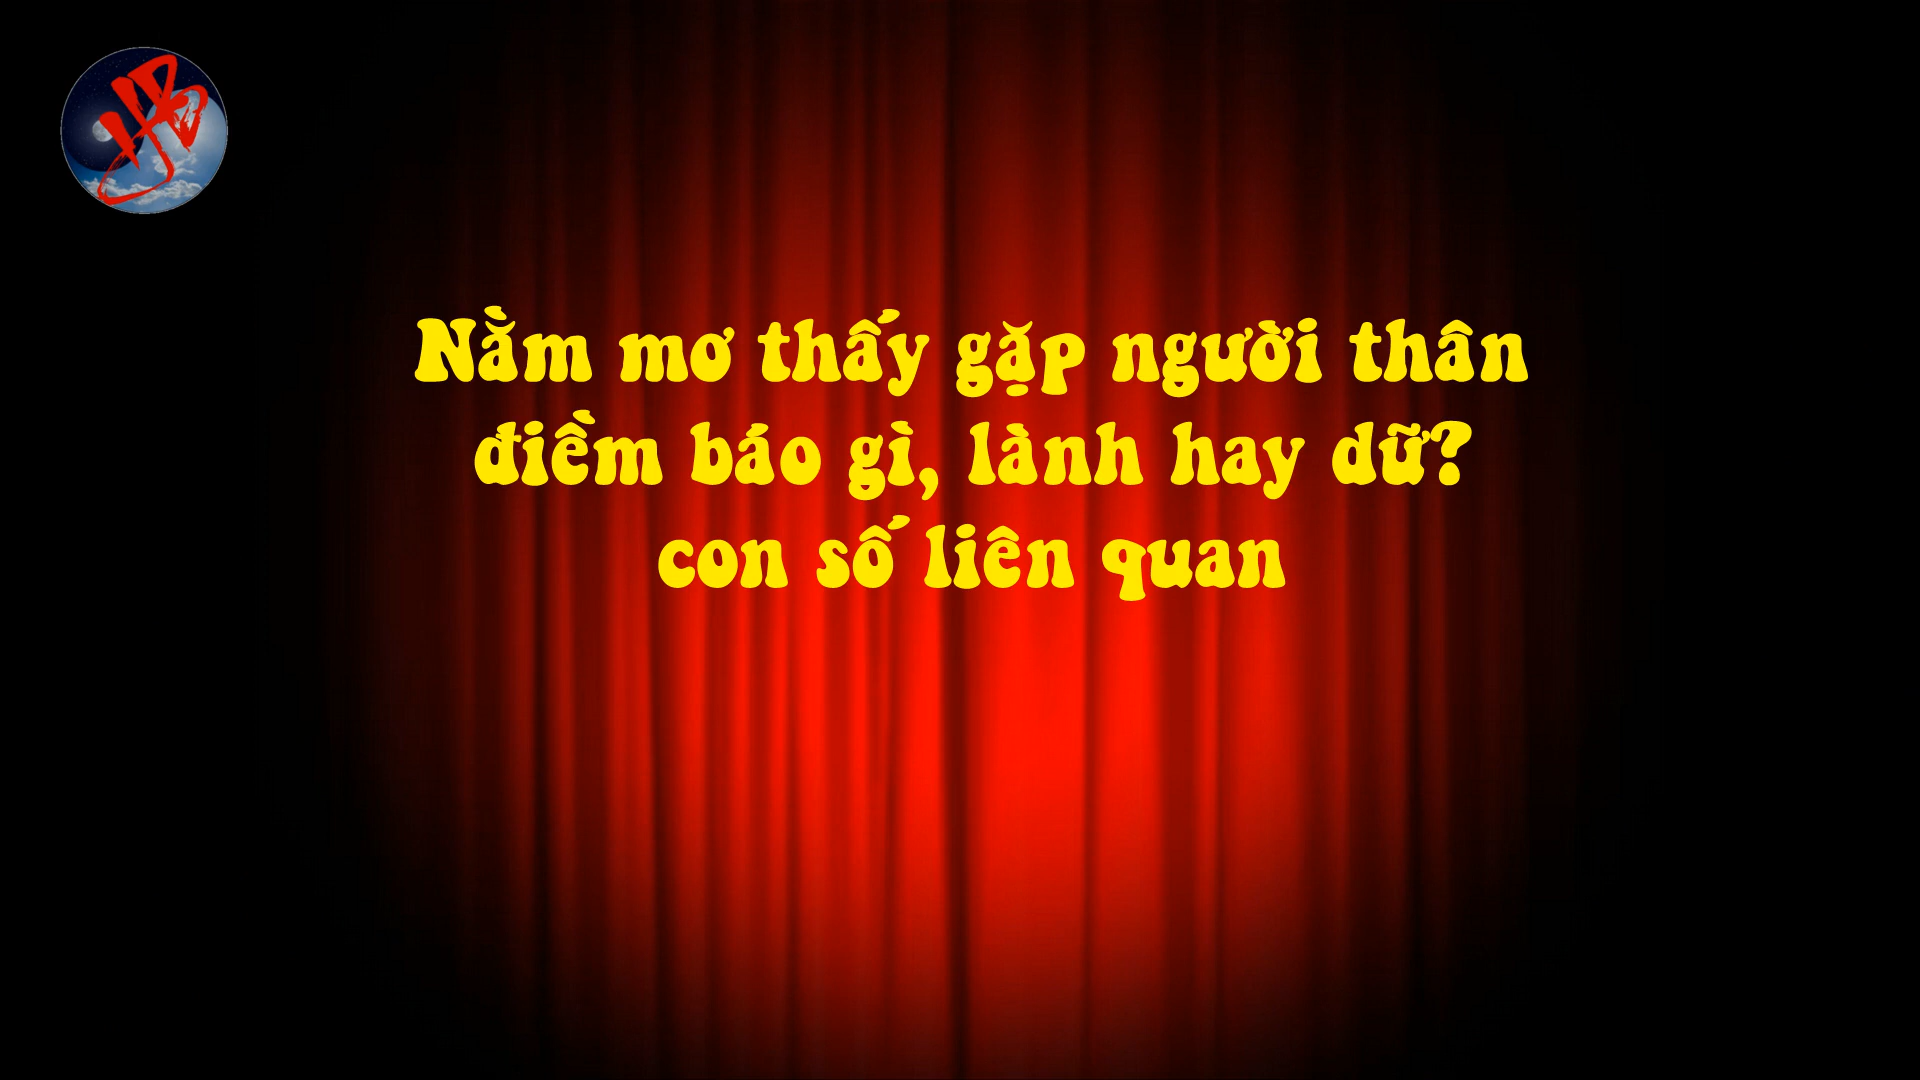 Nằm mơ thấy gặp người thân
điềm báo gì, lành hay dữ?
con số liên quan